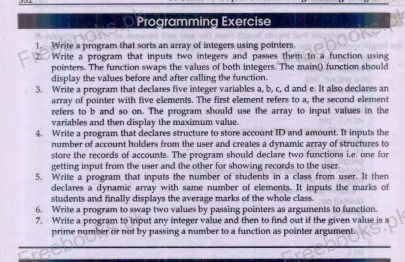 Programming Exercise
1. Write a program that sorts an array of integers using pointers.
2. Write a program that inputs two integers and passes them to a function using
pointers. The function swaps the values of both integers. The main() function should
display the values before and after calling the function.
3. Write a program that declares five integer variables a, b, c, d and e. It also declares an
array of pointer with five elements. The first element refers to a, the second element
refers to b and so on. The program should use the array to input values in the
variables and then display the maximum value.
4. Write a program that declares structure to store account ID and amount. It inputs the
number of account holders from the user and creates a dynamic array of structures to
store the records of accounts. The program should declare two functions i.e. one for
getting input from the user and the other for showing records to the user.
5. Write a program that inputs the number of students in a class from user. It then
declares a dynamic array with same number of elements. It inputs the marks of
students and finally displays the average marks of the whole class.
6. Write a program to swap two values by passing pointers as arguments to function.
7. Write a program to input any integer value and then to find out if the given value is a
prime number or not by passing a number to a function as pointer argument.